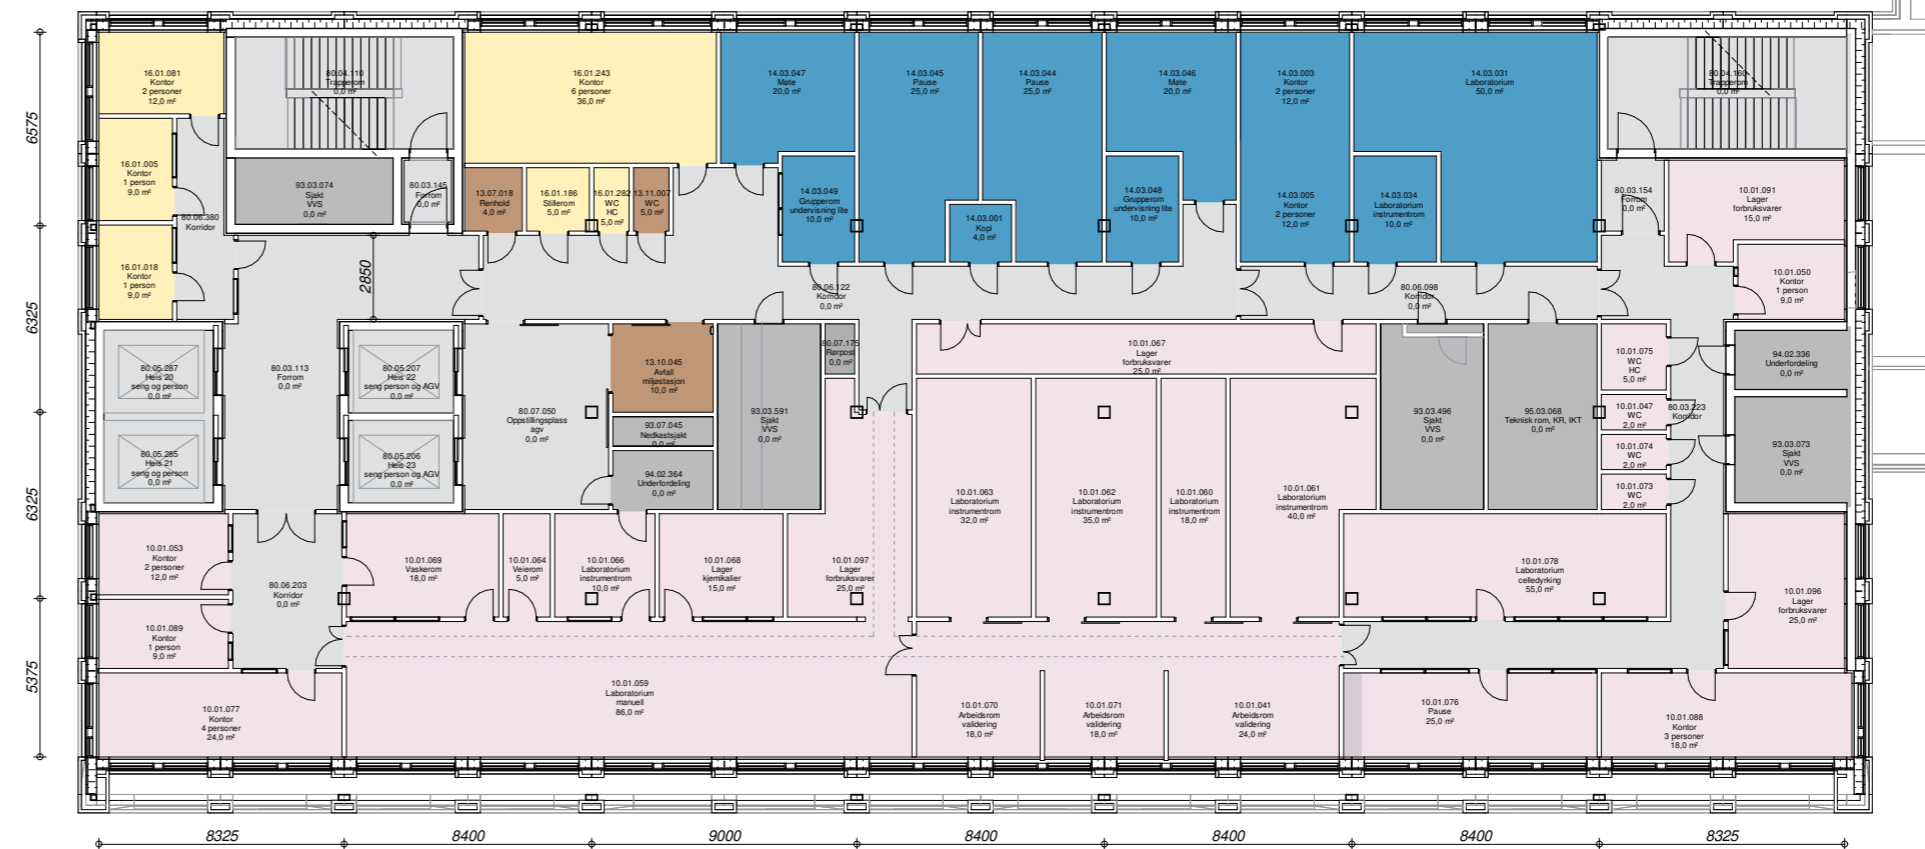 16.01.081
Kontor
2 personer
12,0 m²
80.04.110
Trapperom
0,0 m²
16.01.243
Kontor
6 personer
36,0 m²
14.03.047
Møte
20,0 m²
14.03.045
Pause
25,0 m²
14.03.044
Pause
25,0 m²
14.03.046
Møte
20,0 m²
14.03.003
Kontor
2 personer
12,0 m²
14.03.031
Laboratorium
50,0 m²
80.04.160
Trapperom
0,0 m²
6575
16.01.005
Kontor
1 person
9,0 m²
93.03.074
Sjakt
VVS
0,0 m²
80.03.145
Forrom
0,0 m²
13.07.018
Renhold
4,0 m²
16.01.186
Stillerom
5,0 m²
16.01.282
WC
HC
5,0 m²
13.11.007
WC
5,0 m²
14.03.049
Grupperom
undervisning lite
10,0 m²
14.03.001
Kopi
4,0 m²
14.03.048
Grupperom
undervisning lite
10,0 m²
14.03.005
Kontor
2 personer
12,0 m²
14.03.034
Laboratorium
instrumentrom
10,0 m²
80.03.154
Forrom
0,0 m²
10.01.091
Lager
forbruksvarer
15,0 m²
80.06.380
Korridor
16.01.018
Kontor
1 person
9,0 m²
2850
80.06.122
Korridor
0,0 m²
80.06.098
Korridor
0,0 m²
10.01.050
Kontor
1 person
9,0 m²
6325
80.05.287
Heis 20
seng og person
0,0 m²
80.03.113
Forrom
0,0 m²
80.05.207
Heis 22
seng person og AGV
0,0 m²
13.10.045
Avfall
miljøstasjon
10,0 m²
80.07.175
Rørpost
0,0 m²
10.01.067
Lager
forbruksvarer
25,0 m²
10.01.075
WC
HC
5,0 m²
94.02.336
Underfordeling
0,0 m²
80.07.050
Oppstillingsplass
agv
0,0 m²
93.07.045
Nedkastsjakt
0,0 m²
93.03.591
Sjakt
VVS
0,0 m²
93.03.496
Sjakt
VVS
0,0 m²
95.03.068
Teknisk rom, KR, IKT
0,0 m²
10.01.047
WC
2,0 m²
80.03.223
Korridor
10.01.074
WC
2,0 m²
93.03.073
Sjakt
VVS
0,0 m²
80.05.285
Heis 21
seng og person
0,0 m²
80.05.206
Heis 23
seng person og AGV
0,0 m²
94.02.364
Underfordeling
0,0 m²
10.01.073
WC
2,0 m²
6325
10.01.063
Laboratorium
instrumentrom
32,0 m²
10.01.062
Laboratorium
instrumentrom
35,0 m²
10.01.060
Laboratorium
instrumentrom
18,0 m²
10.01.061
Laboratorium
instrumentrom
40,0 m²
10.01.053
Kontor
2 personer
12,0 m²
80.06.203
Korridor
0,0 m²
10.01.069
Vaskerom
18,0 m²
10.01.064
Veierom
5,0 m²
10.01.066
Laboratorium
instrumentrom
10,0 m²
10.01.068
Lager
kjemikalier
15,0 m²
10.01.097
Lager
forbruksvarer
25,0 m²
10.01.078
Laboratorium
celledyrking
55,0 m²
10.01.096
Lager
forbruksvarer
25,0 m²
10.01.089
Kontor
1 person
9,0 m²
5375
10.01.077
Kontor
4 personer
24,0 m²
10.01.059
Laboratorium
manuell
86,0 m²
10.01.070
Arbeidsrom
validering
18,0 m²
10.01.071
Arbeidsrom
validering
18,0 m²
10.01.041
Arbeidsrom
validering
24,0 m²
10.01.076
Pause
25,0 m²
10.01.088
Kontor
3 personer
18,0 m²
8325
8400
9000
8400
8400
8400
8325